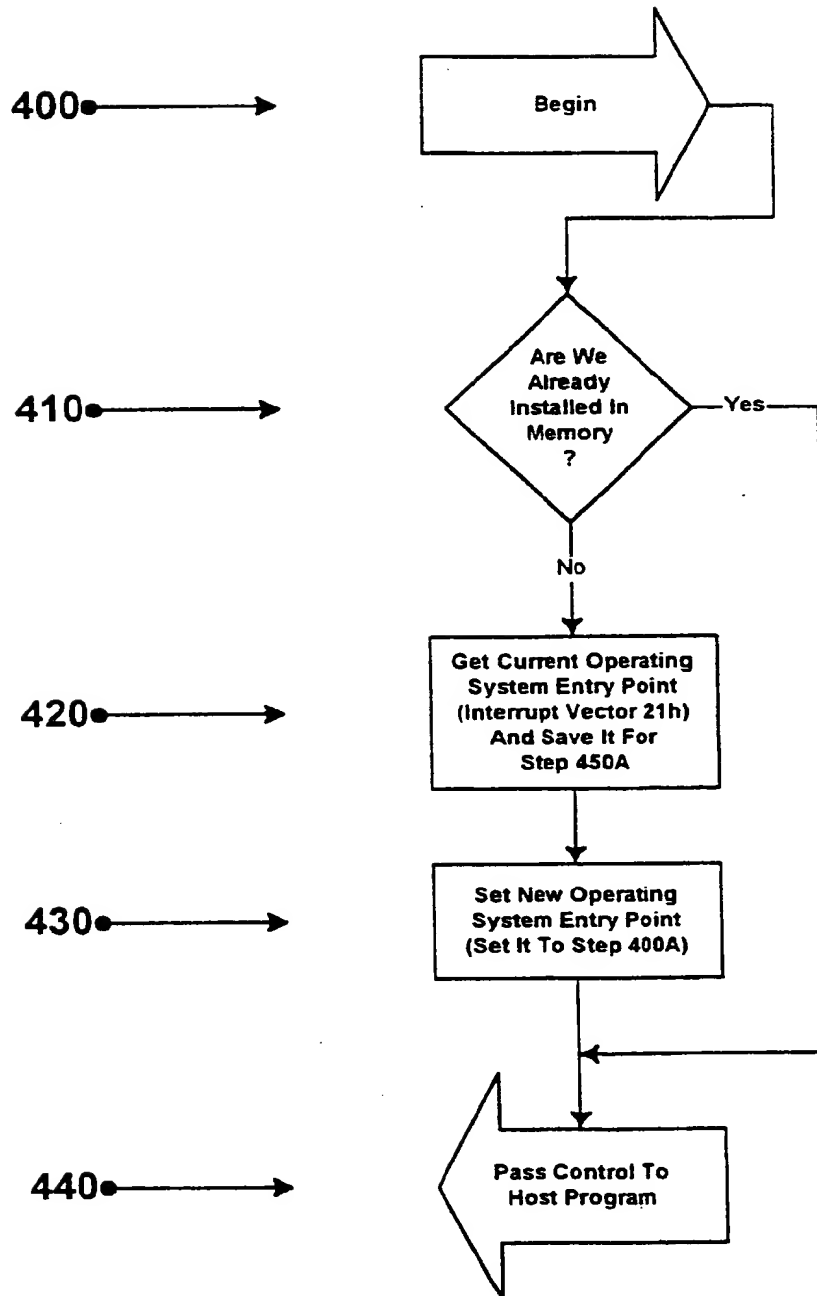 400
Begin
410
Are We
Already
Installed In
Memory
?
Yes
No
420
Get Current Operating
System Entry Point
(Interrupt Vector 21h)
And Save It For
Step 450A
430
Set New Operating
System Entry Point
(Set It To Step 400A)
440
Pass Control To
Host Program